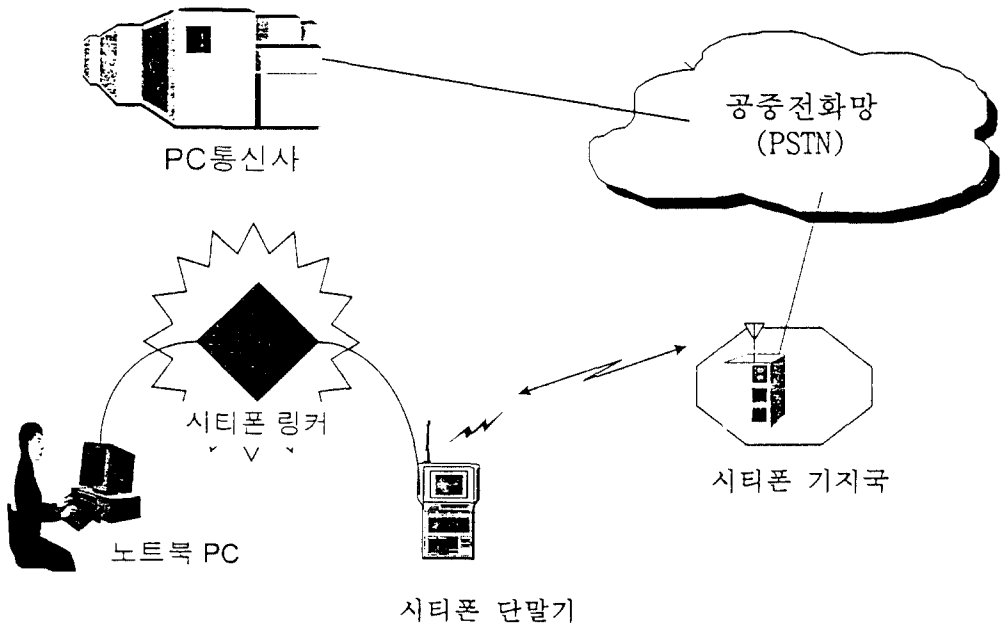 공중전화망
(PSTN)
PC통신사
시티폰 링커
시티폰 기지국
노트북 PC
시티폰 단말기